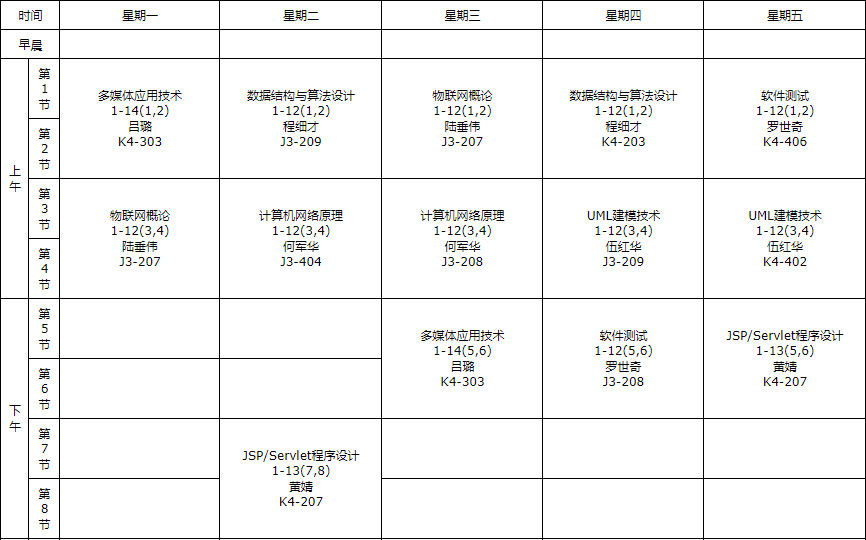 时间
星期一
星期二
星期三
星期四
星期五
早晨
上午
第1节
多媒体应用技术
1-14(1,2)
吕璐
K4-303
数据结构与算法设计
1-12(1,2)
程细才
J3-209
物联网概论
1-12(1,2)
陆垂伟
J3-207
数据结构与算法设计
1-12(1,2)
程细才
K4-203
软件测试
1-12(1,2)
罗世奇
K4-406
第2节
第3节
物联网概论
1-12(3,4)
陆垂伟
J3-207
计算机网络原理
1-12(3,4)
何军华
J3-404
计算机网络原理
1-12(3,4)
何军华
J3-208
UML建模技术
1-12(3,4)
伍红华
J3-209
UML建模技术
1-12(3,4)
伍红华
K4-402
第4节
下午
第5节
多媒体应用技术
1-14(5,6)
吕璐
K4-303
软件测试
1-12(5,6)
罗世奇
J3-208
JSP/Servlet程序设计
1-13(5,6)
黄婧
K4-207
第6节
第7节
JSP/Servlet程序设计
1-13(7,8)
黄婧
K4-207
第8节